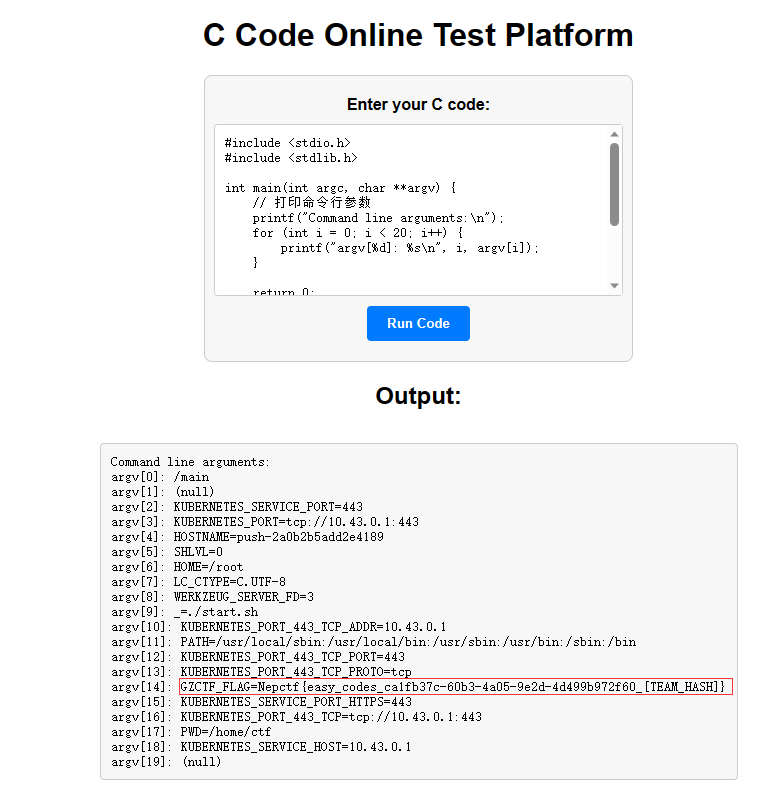 C Code Online Test Platform
Enter your C code:
#include <stdio.h>
#include <stdlib.h>
int main(int argc, char **argv) {
// 打印命令行参数
printf("Command line arguments:\n");
for (int i = 0; i < 20; i++) {
printf("argv[%d]: %s\n", i, argv[i]);
}
return 0;
Run Code
Output:
Command line arguments:
argv[0]: /main
argv[1]: (null)
argv[2]: KUBERNETES_SERVICE_PORT=443
argv[3]: KUBERNETES_PORT=tcp://10.43.0.1:443
argv[4]: HOSTNAME=push-2a0b2b5add2e4189
argv[5]: SHLVL=0
argv[6]: HOME=/root
argv[7]: LC_CTYPE=C.UTF-8
argv[8]: WERKZEUG_SERVER_FD=3
argv[9]: _=./start.sh
argv[10]: KUBERNETES_PORT_443_TCP_ADDR=10.43.0.1
argv[11]: PATH=/usr/local/sbin:/usr/local/bin:/usr/sbin:/usr/bin:/sbin:/bin
argv[12]: KUBERNETES_PORT_443_TCP_PORT=443
argv[13]: KUBERNETES_PORT_443_TCP_PROTO=tcp
argv[14]: GZCTF_FLAG=Nepctf{easy_codes_ca1fb37c-60b3-4a05-9e2d-4d499b972f60_[TEAM_HASH]}
argv[15]: KUBERNETES_SERVICE_PORT_HTTPS=443
argv[16]: KUBERNETES_PORT_443_TCP=tcp://10.43.0.1:443
argv[17]: PWD=/home/ctf
argv[18]: KUBERNETES_SERVICE_HOST=10.43.0.1
argv[19]: (null)